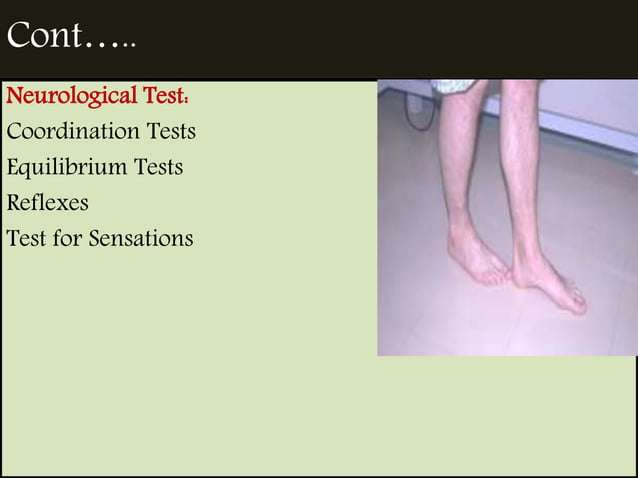 Cont…..
Neurological Test:
Coordination Tests
Equilibrium Tests
Reflexes
Test for Sensations